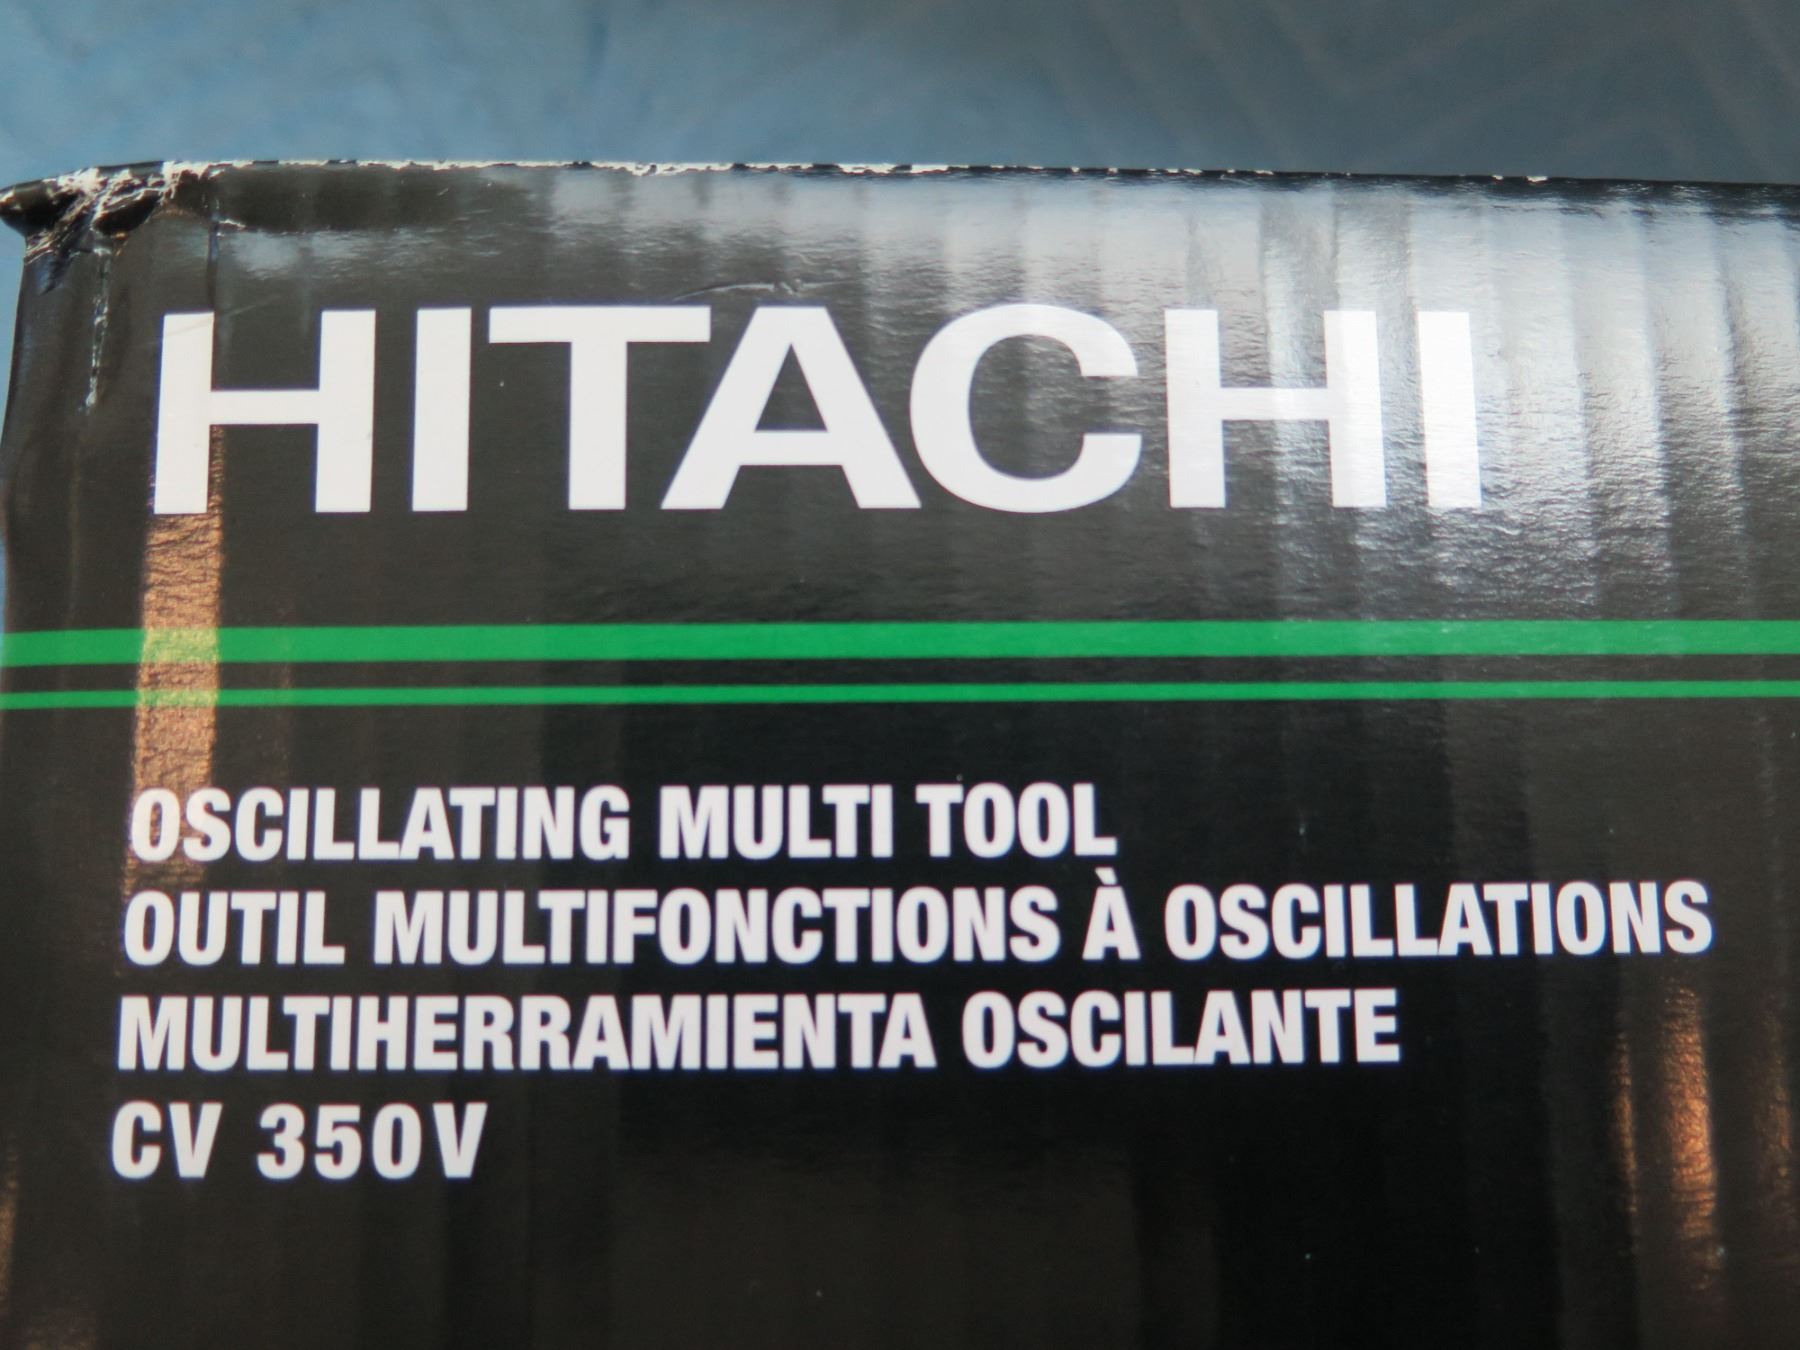 HITACHI
OSCILLATING MULTI TOOL
OUTIL MULTIFONCTIONS À OSCILLATIONS
MULTIHERRAMIENTA OSCILANTE
CV 350V